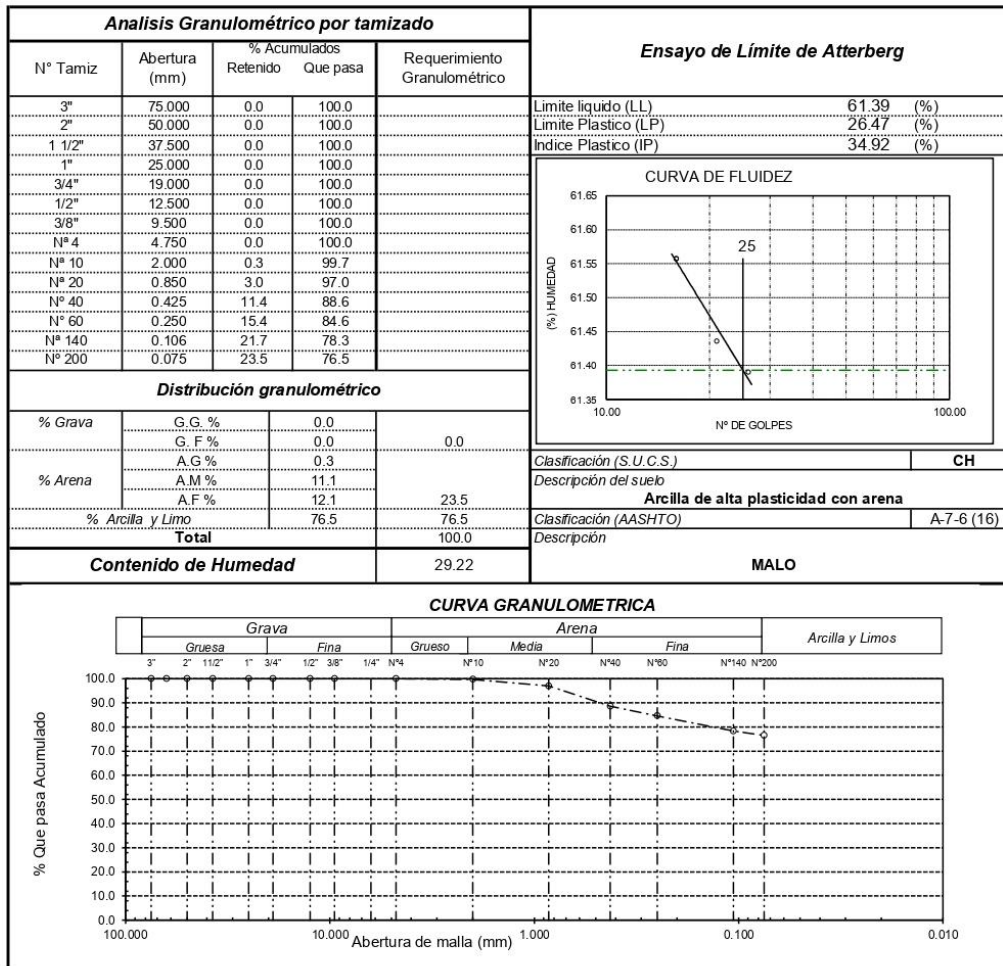 Analisis Granulométrico por tamizado
N° Tamiz Abertura (mm) % Acumulados Retenido Que pasa Requerimiento Granulométrico
3" 75.000 0.0 100.0
2" 50.000 0.0 100.0
1 1/2" 37.500 0.0 100.0
1" 25.000 0.0 100.0
3/4" 19.000 0.0 100.0
1/2" 12.500 0.0 100.0
3/8" 9.500 0.0 100.0
Nª 4 4.750 0.0 100.0
Nª 10 2.000 0.3 99.7
Nª 20 0.850 3.0 97.0
Nº 40 0.425 11.4 88.6
N° 60 0.250 15.4 84.6
Nª 140 0.106 21.7 78.3
Nº 200 0.075 23.5 76.5
Distribución granulométrico
% Grava G.G. % 0.0
G. F % 0.0 0.0
A.G % 0.3
% Arena A.M % 11.1
A.F % 12.1 23.5
% Arcilla y Limo 76.5 76.5
Total 100.0
Contenido de Humedad 29.22
Ensayo de Límite de Atterberg
Limite liquido (LL) 61.39 (%)
Limite Plastico (LP) 26.47 (%)
Indice Plastico (IP) 34.92 (%)
CURVA DE FLUIDEZ
61.65
61.60
25
61.55
61.50
61.45
61.40
61.35
(%) HUMEDAD
10.00 100.00
Nº DE GOLPES
Clasificación (S.U.C.S.) CH
Descripción del suelo
Arcilla de alta plasticidad con arena
Clasificación (AASHTO) A-7-6 (16)
Descripción
MALO
CURVA GRANULOMETRICA
Grava Arena Arcilla y Limos
Gruesa Fina Grueso Media Fina
3" 2" 11/2" 1" 3/4" 1/2" 3/8" 1/4" N°4 N°10 N°20 N°40 N°60 N°140 N°200
100.0
90.0
80.0
70.0
60.0
50.0
40.0
30.0
20.0
10.0
0.0
% Que pasa Acumulado
100.000 10.000 1.000 0.100 0.010
Abertura de malla (mm)